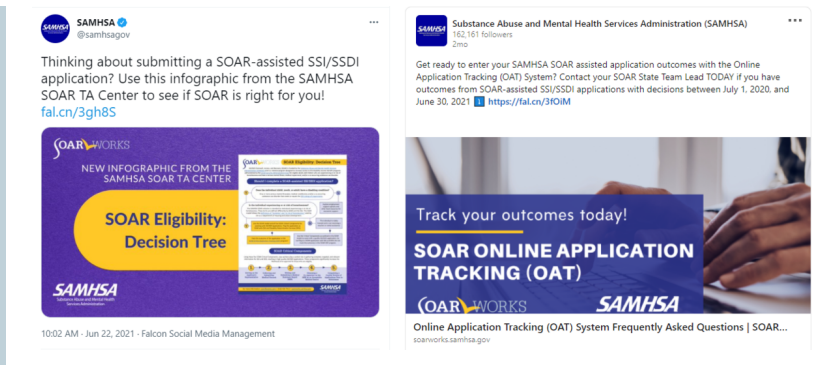 SAMHSA
@samhsagov
Thinking about submitting a SOAR-assisted SSI/SSDI
application? Use this infographic from the SAMHSA
SOAR TA Center to see if SOAR is right for you!
fal.cn/3gh8S
SOAR WORKS
NEW INFOGRAPHIC FROM THE
SAMHSA SOAR TA CENTER
SOAR Eligibility:
Decision Tree
SOAR Eligibility: Decision Tree
SAMHSA
Substance Abuse and Mental Health
Services Administration
10:02 AM · Jun 22, 2021 · Falcon Social Media Management
SAMHSA
Substance Abuse and Mental Health Services Administration (SAMHSA)
162,161 followers
2mo
Get ready to enter your SAMHSA SOAR assisted application outcomes with the Online
Application Tracking (OAT) System? Contact your SOAR State Team Lead TODAY if you have
outcomes from SOAR-assisted SSI/SSDI applications with decisions between July 1, 2020, and
June 30, 2021 ℹ️ https://fal.cn/3fOiM
Track your outcomes today!
SOAR ONLINE APPLICATION
TRACKING (OAT)
SOAR WORKS
SAMHSA
Online Application Tracking (OAT) System Frequently Asked Questions | SOAR...
soarworks.samhsa.gov